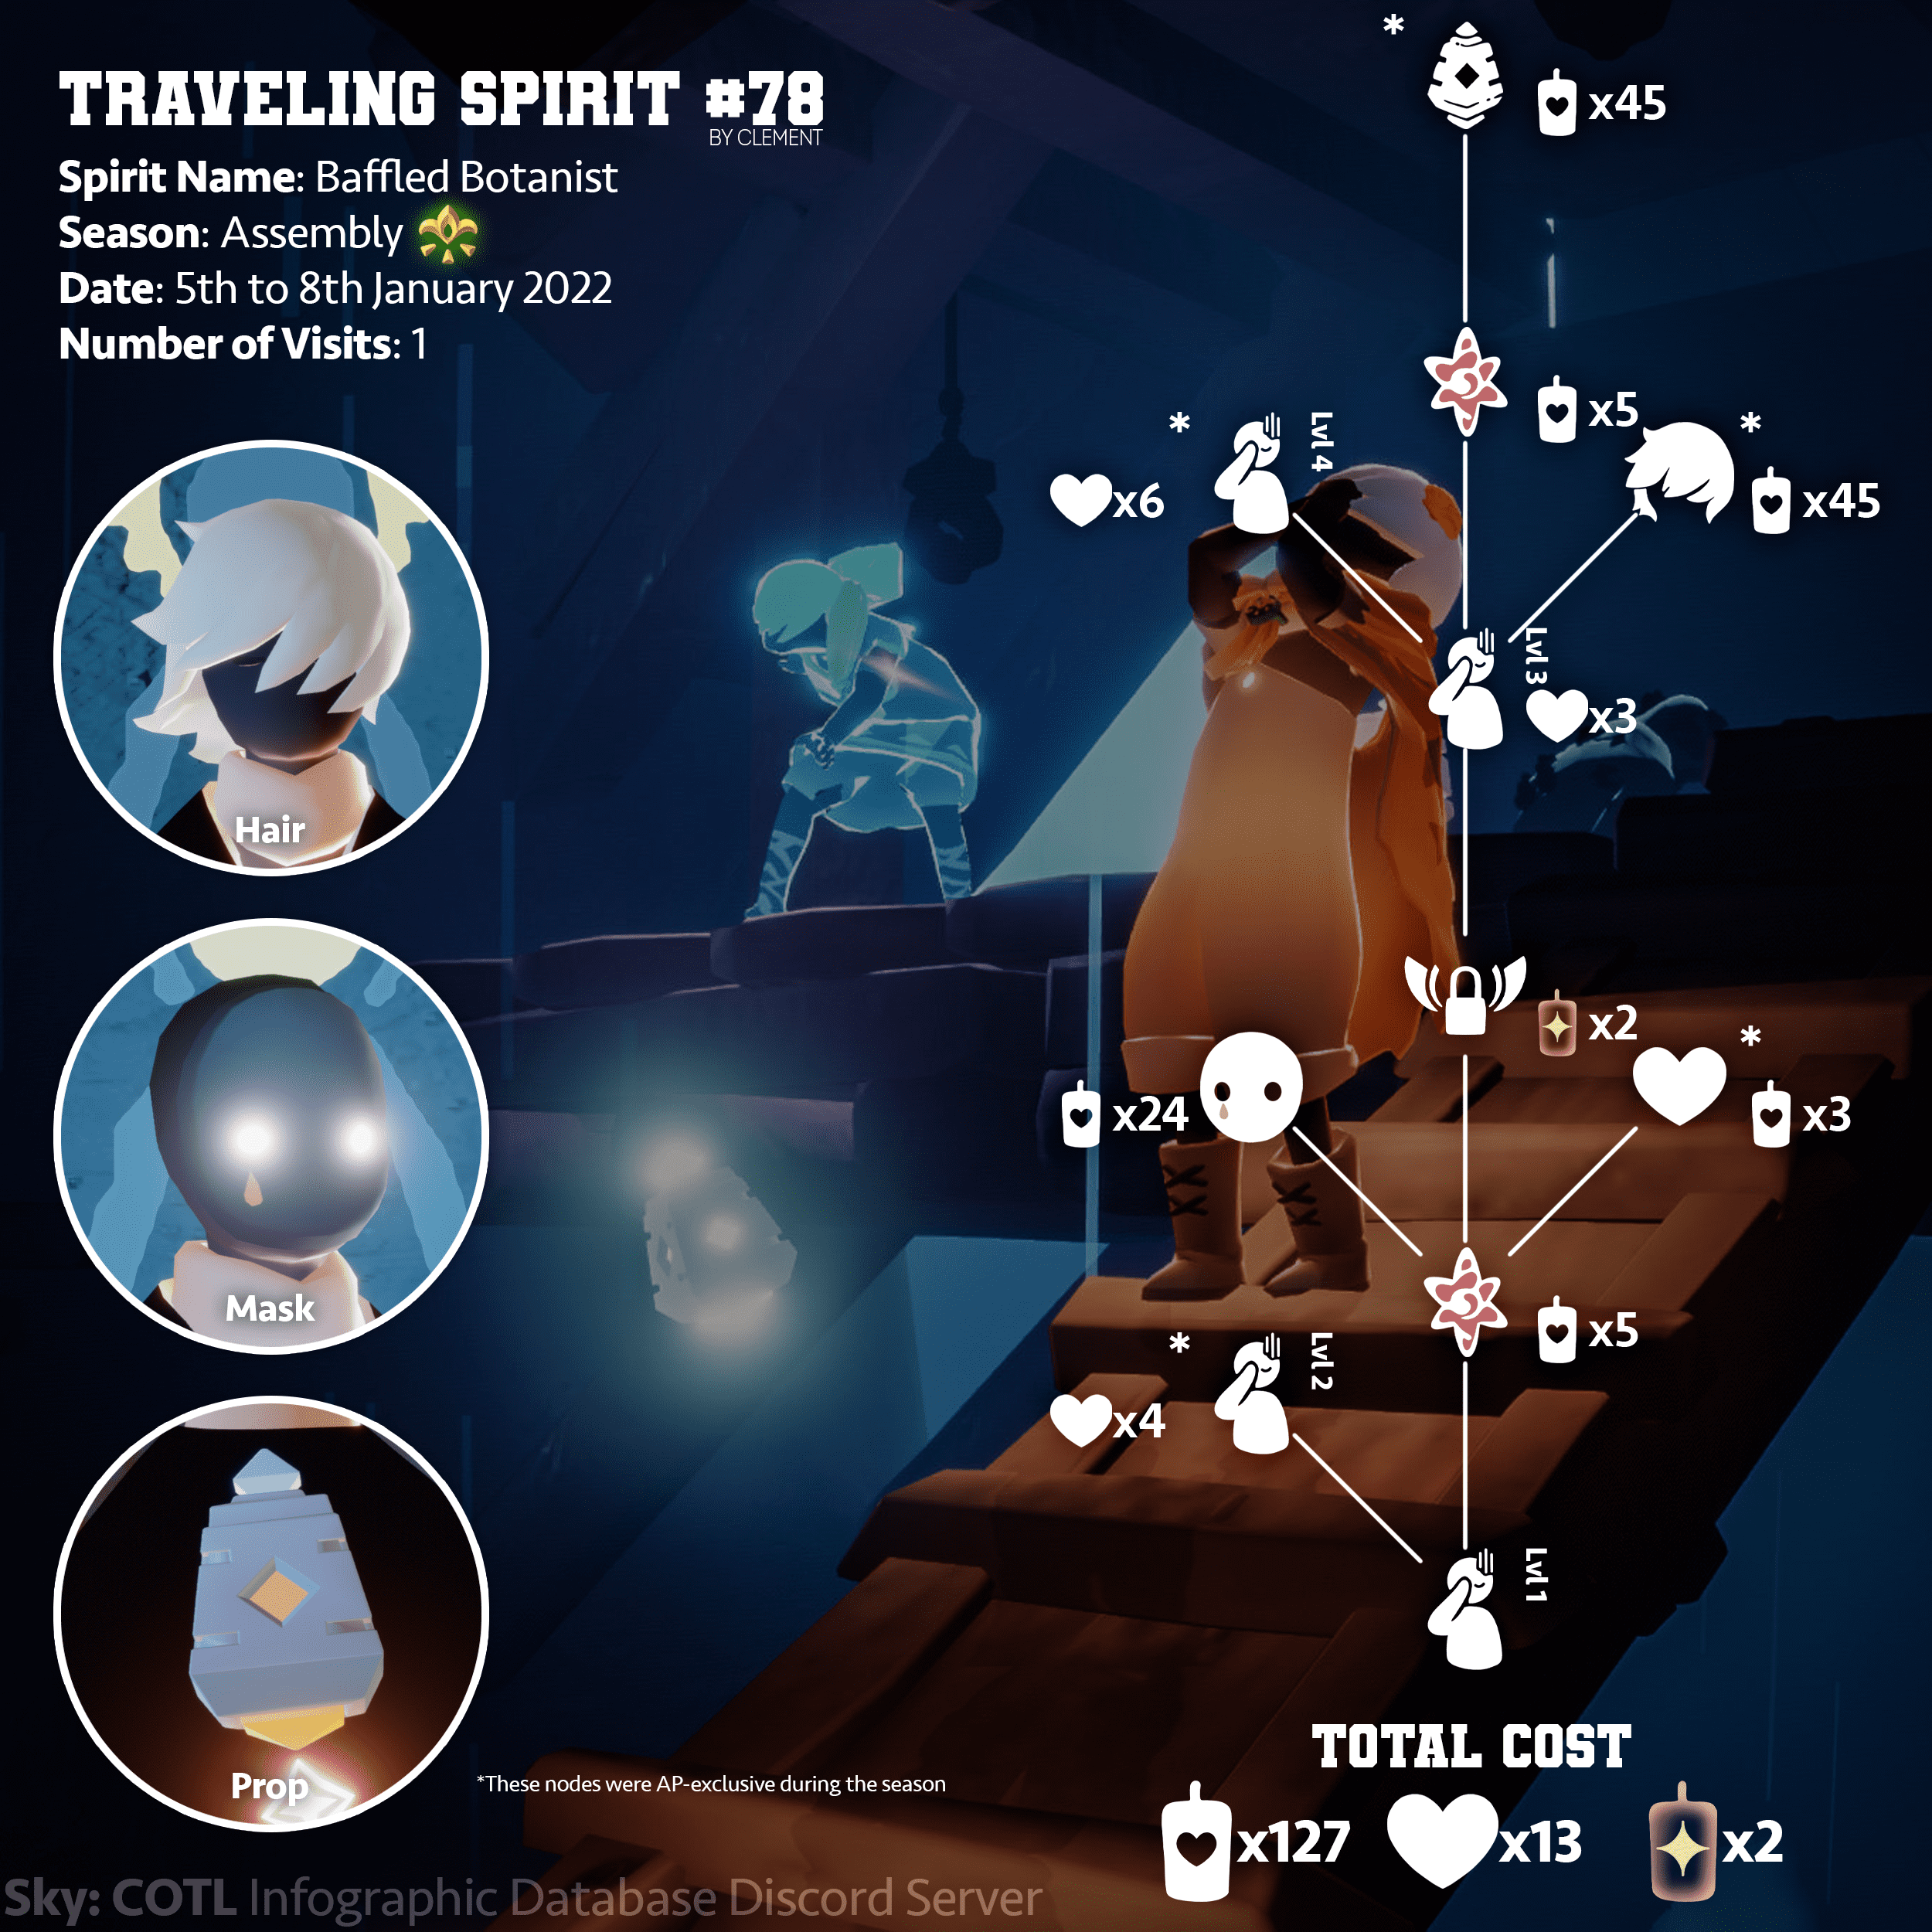 TRAVELING SPIRIT #78
BY CLEMENT
Spirit Name: Baffled Botanist
Season: Assembly
Date: 5th to 8th January 2022
Number of Visits: 1
*
x45
x5
*
Lvl 4
x6
*
x45
Lvl 3
x3
x2
x24
*
x3
x5
*
Lvl 2
x4
Lvl 1
Hair
Mask
Prop
*These nodes were AP-exclusive during the season
TOTAL COST
x127 x13 x2
Sky: COTL Infographic Database Discord Server